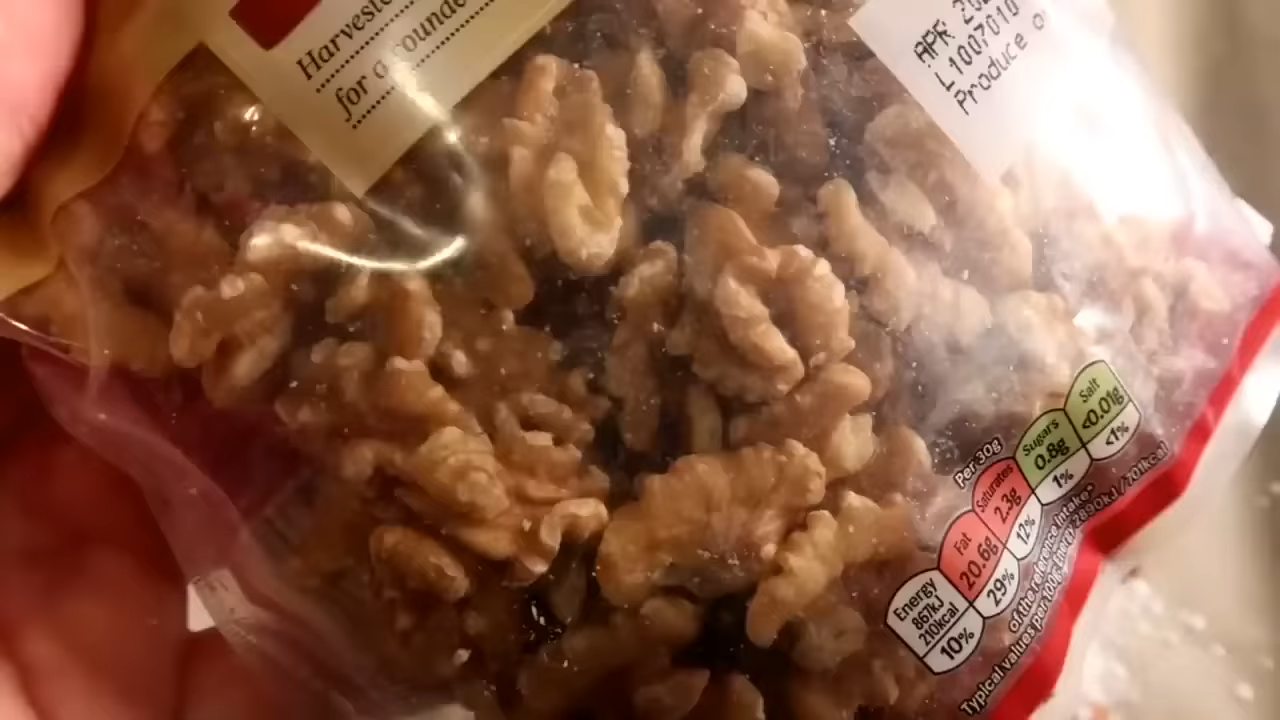 Harveste
for a rounde
APR 20
L100701
Produce o
Per 30g
Energy
867kJ
210kcal
10%
Fat
20.6g
29%
Saturates
2.3g
12%
Sugars
0.8g
1%
Salt
<0.01g
<1%
of the reference intake*
Typical values per 100g: Energy 2890kJ/701kcal